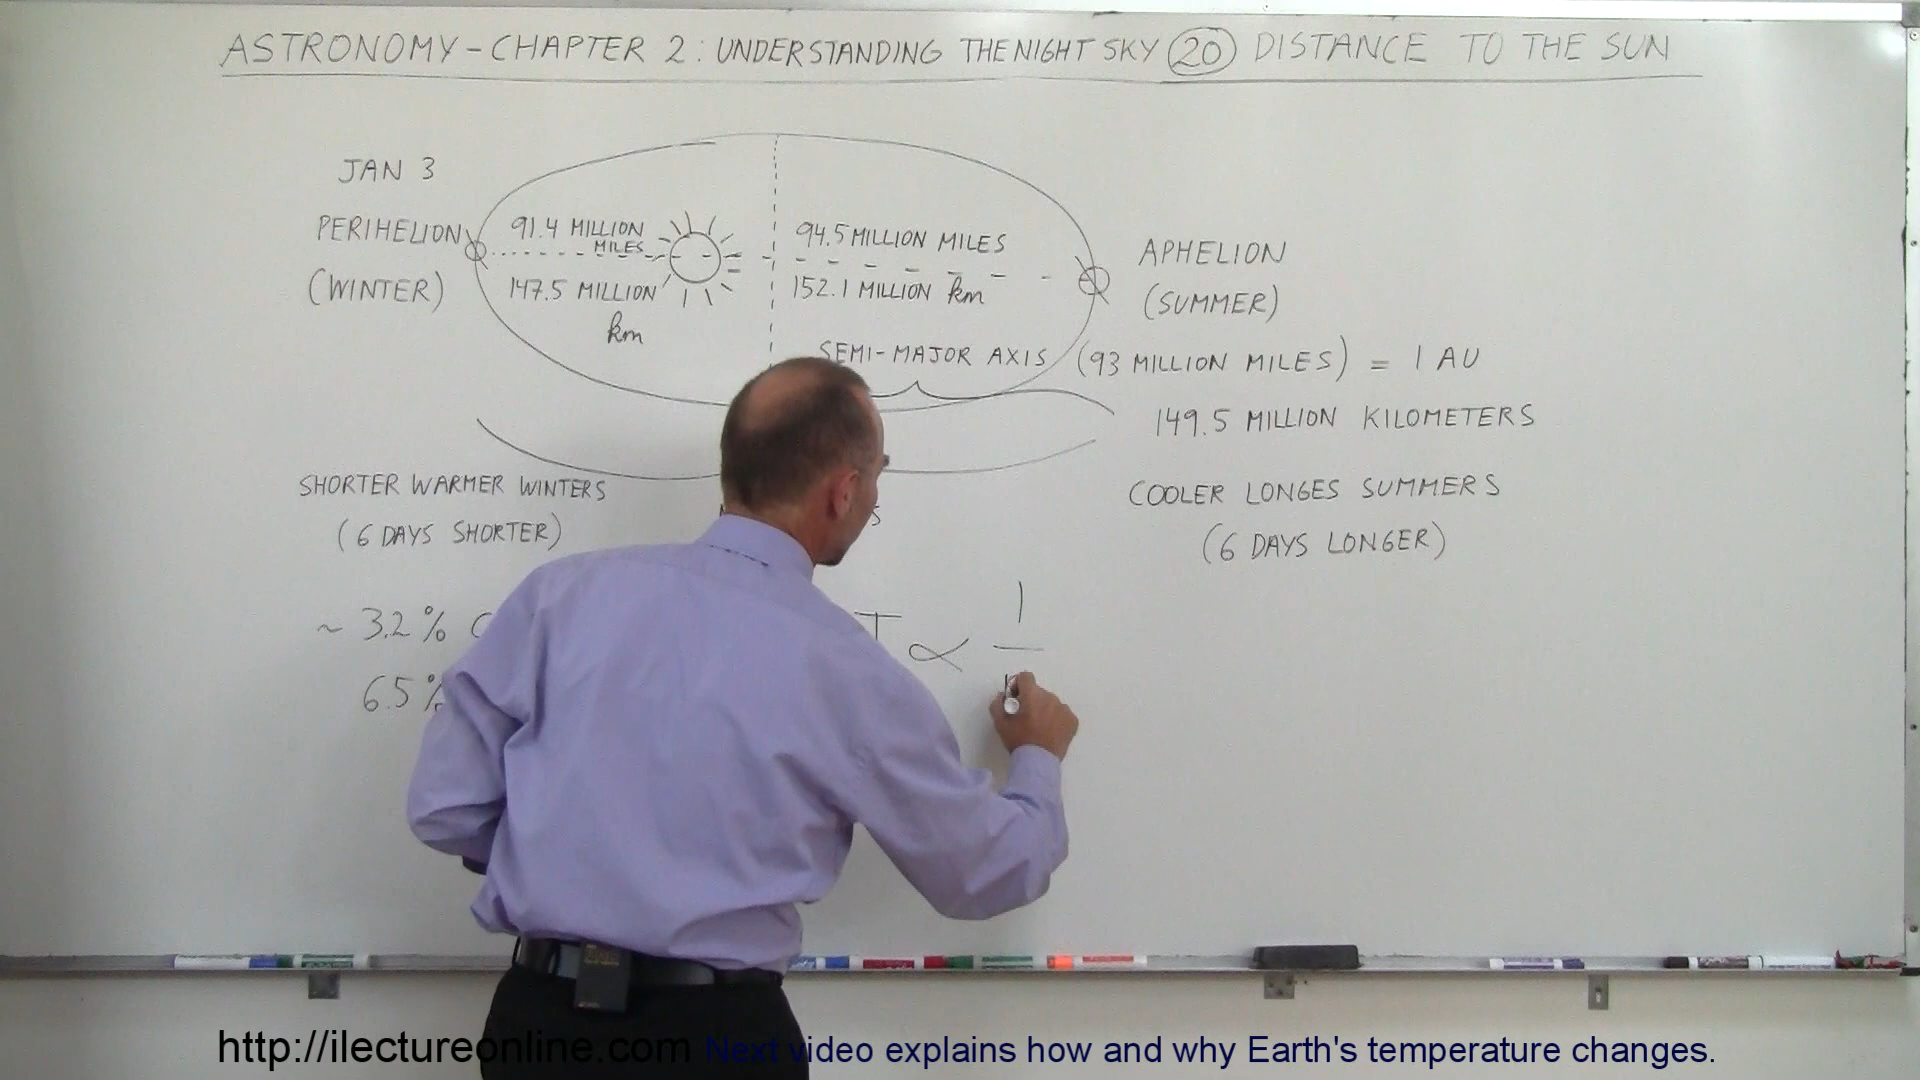 ASTRONOMY - CHAPTER 2: UNDERSTANDING THE NIGHT SKY 20 DISTANCE TO THE SUN
JAN 3
PERIHELION
(WINTER)
91.4 MILLION
MILES
147.5 MILLION
km
94.5 MILLION MILES
152.1 MILLION km
APHELION
(SUMMER)
SEMI-MAJOR AXIS (93 MILLION MILES) = 1 AU
149.5 MILLION KILOMETERS
SHORTER WARMER WINTERS
(6 DAYS SHORTER)
COOLER LONGES SUMMERS
(6 DAYS LONGER)
~ 3.2%
6.5%
T ∝ 1
http://ilectureonline.com Next video explains how and why Earth's temperature changes.